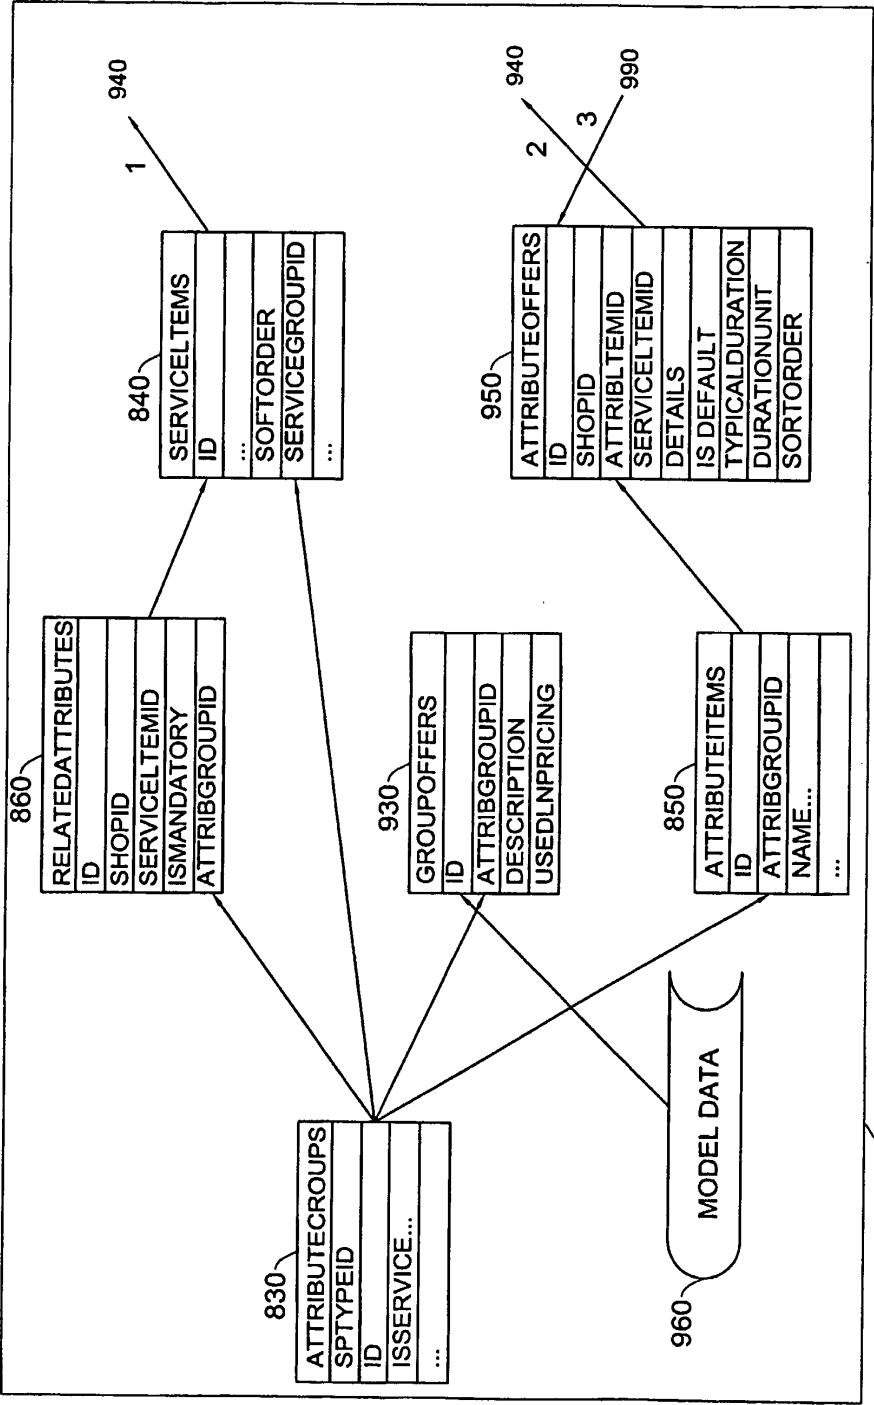 830
ATTRIBUTECROUPS
SPTYPEID
ID
ISSERVICE...
...
860
RELATEDATTRIBUTES
ID
SHOPID
SERVICELTEMID
ISMANDATORY
ATTRIBGROUPID
840
SERVICELTEMS
ID
...
SOFTORDER
SERVICEGROUPID
...
1
940
930
GROUPOFFERS
ID
ATTRIBGROUPID
DESCRIPTION
USEDLNPRICING
950
ATTRIBUTEOFFERS
ID
SHOPID
ATTRIBLTEMID
SERVICELTEMID
DETAILS
IS DEFAULT
TYPICALDURATION
DURATIONUNIT
SORTORDER
2
940
3
990
960
MODEL DATA
850
ATTRIBUTEITEMS
ID
ATTRIBGROUPID
NAME...
...